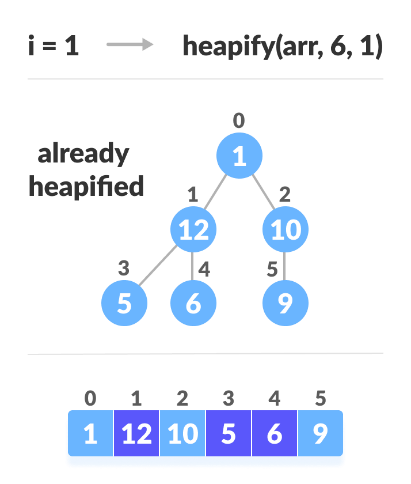 i = 1 → heapify(arr, 6, 1)
already
heapified
0
1
1 2
12 10
3 4 5
5 6 9
0 1 2 3 4 5
1 12 10 5 6 9